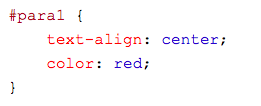 #para1 {
    text-align: center;
    color: red;
}